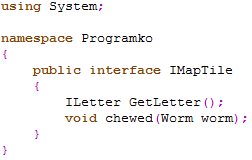 using System;

namespace Programko
{
    public interface IMapTile
    {
        ILetter GetLetter();
        void chewed(Worm worm);
    }
}